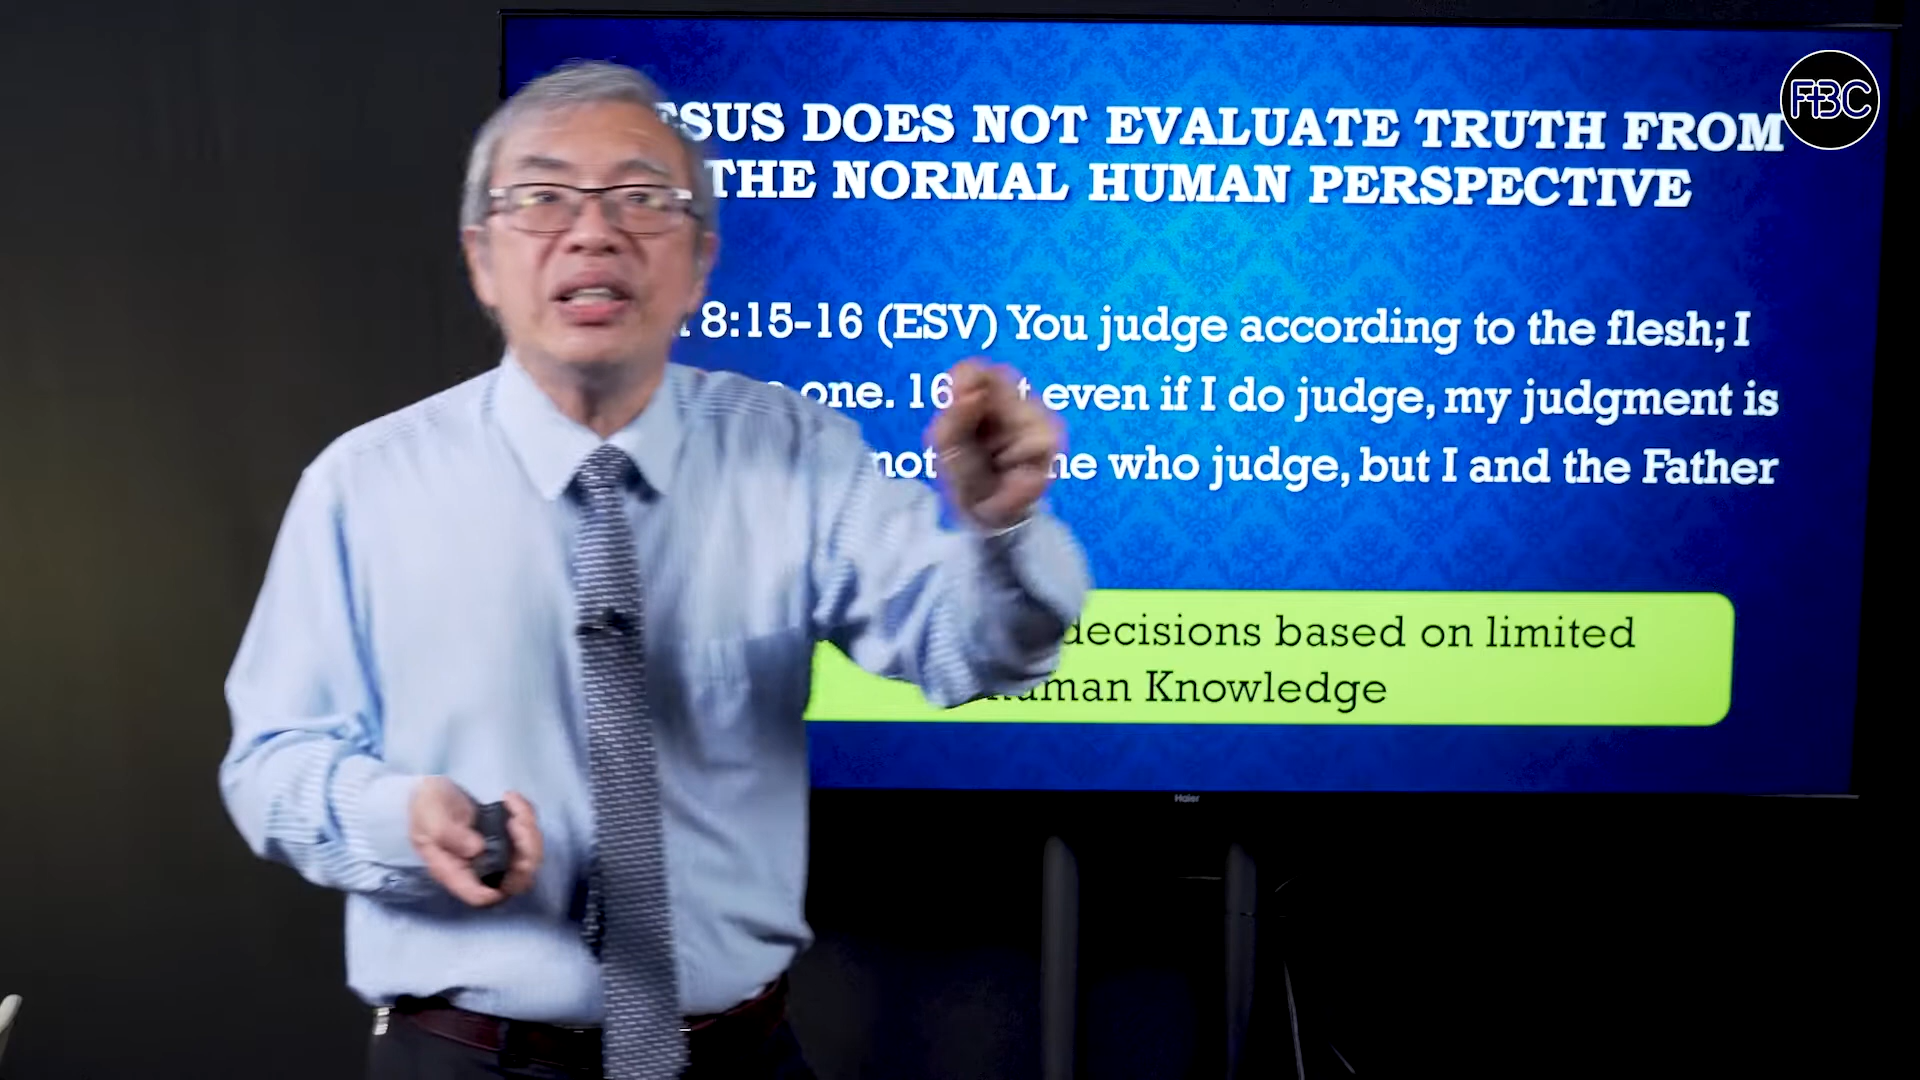 FBC
ESUS DOES NOT EVALUATE TRUTH FROM
THE NORMAL HUMAN PERSPECTIVE
8:15-16 (ESV) You judge according to the flesh; I
one. 16 even if I do judge, my judgment is
not who judge, but I and the Father
decisions based on limited
human Knowledge
Haier